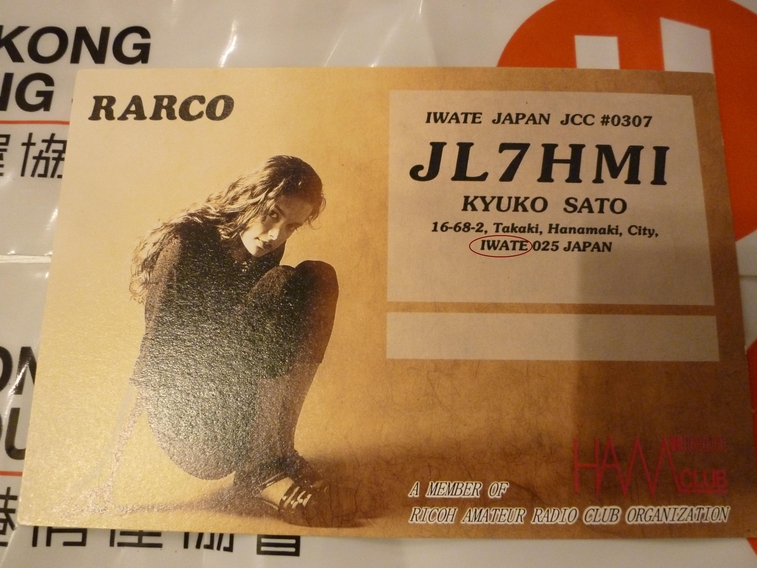 KONG
NG
協
RARCO
IWATE JAPAN JCC #0307
JL7HMI
KYUKO SATO
16-68-2, Takaki, Hanamaki, City,
IWATE 025 JAPAN
HAM
CLUB
A MEMBER OF
RICOH AMATEUR RADIO CLUB ORGANIZATION